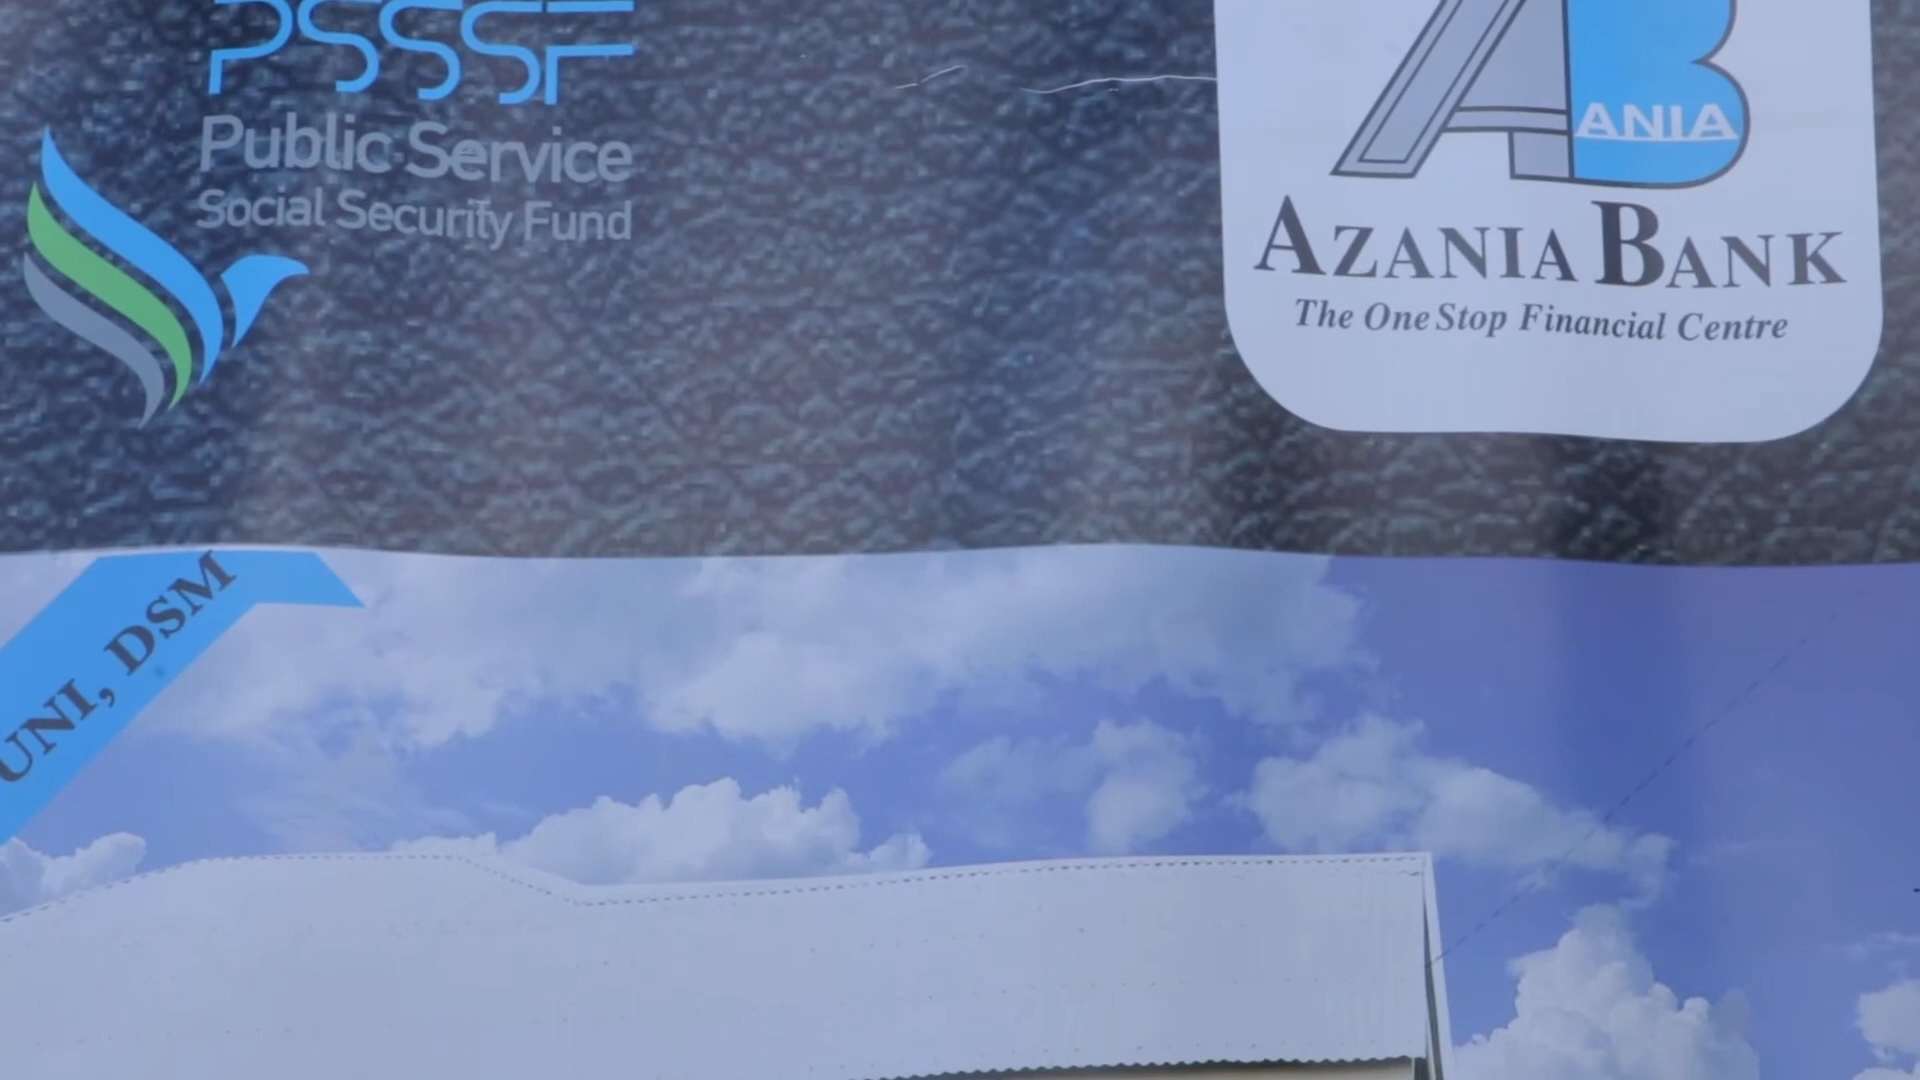 PSSSF
Public Service
Social Security Fund
ANIA
AZANIA BANK
The One Stop Financial Centre
UNI, DSM